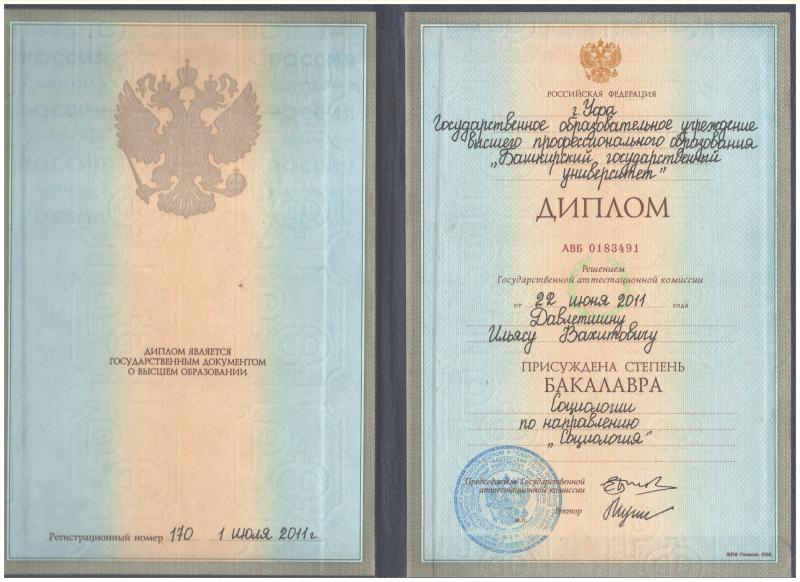 ДИПЛОМ ЯВЛЯЕТСЯ
ГОСУДАРСТВЕННЫМ ДОКУМЕНТОМ
О ВЫСШЕМ ОБРАЗОВАНИИ
Регистрационный номер 170 1 июля 2011 г.
РОССИЙСКАЯ ФЕДЕРАЦИЯ
г. Уфа
Государственное образовательное учреждение
высшего профессионального образования
„Башкирский государственный
университет"
ДИПЛОМ
АВБ 0183491
Решением
Государственной аттестационной комиссии
от 22 июня 2011 года
Давлетшину
Ильясу Вахитовичу
ПРИСУЖДЕНА СТЕПЕНЬ
БАКАЛАВРА
Социологии
по направлению
„Социология"
Председатель Государственной
аттестационной комиссии
Ректор
М.П.